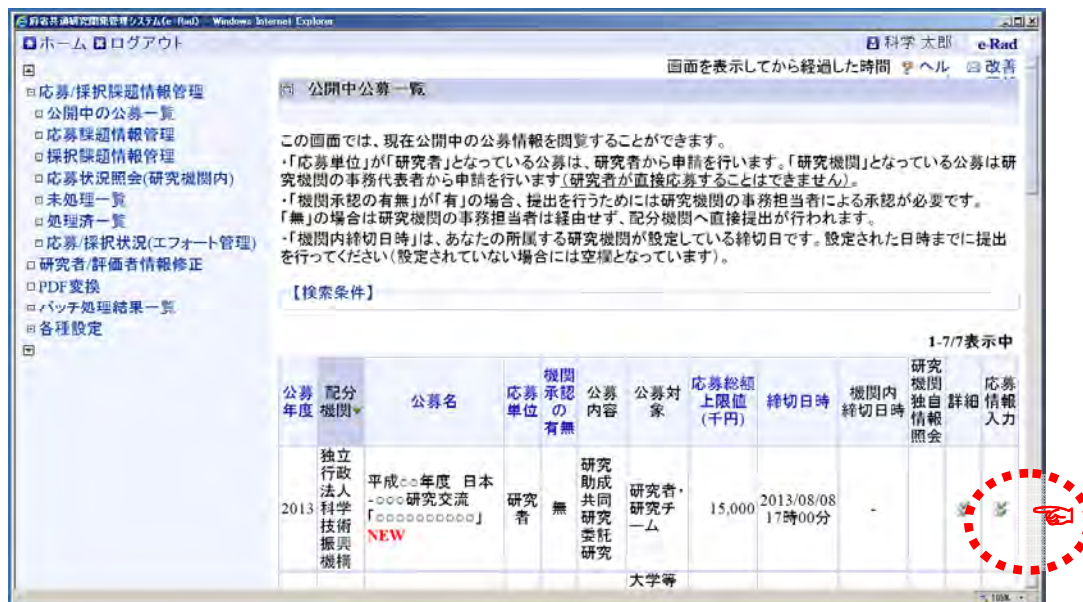 府省共通研究開発管理システム(e-Rad) - Windows Internet Explorer
ホーム ログアウト
科学 太郎 e-Rad
画面を表示してから経過した時間 ヘル 改善
応募/採択課題情報管理
公開中の公募一覧
応募課題情報管理
採択課題情報管理
応募状況照会(研究機関内)
未処理一覧
処理済一覧
応募/採択状況(エフォート管理)
研究者/評価者情報修正
PDF変換
バッチ処理結果一覧
各種設定
公開中公募一覧
この画面では、現在公開中の公募情報を閲覧することができます。
・「応募単位」が「研究者」となっている公募は、研究者から申請を行います。「研究機関」となっている公募は研
究機関の事務代表者から申請を行います(研究者が直接応募することはできません)。
・「機関承認の有無」が「有」の場合、提出を行うためには研究機関の事務担当者による承認が必要です。
「無」の場合は研究機関の事務担当者は経由せず、配分機関へ直接提出が行われます。
・「機関内締切日時」は、あなたの所属する研究機関が設定している締切日です。設定された日時までに提出
を行ってください(設定されていない場合には空欄となっています)。
【検索条件】
1-7/7表示中
公募
年度
配分
機関▼
公募名
応募
単位
機関
承認
の
有無
公募
内容
公募対
象
応募総額
上限値
(千円)
締切日時
機関内
締切日時
研究
機関
独自
情報
照会
詳細
応募
情報
入力
2013
独立
行政
法人
科学
技術
振興
機構
平成○○年度 日本
-○○○研究交流
「○○○○○○○○○○」
NEW
研究
者
無
研究
助成
共同
研究
委託
研究
研究者・
研究チ
ーム
15,000
2013/08/08
17時00分
-
大学等
105%